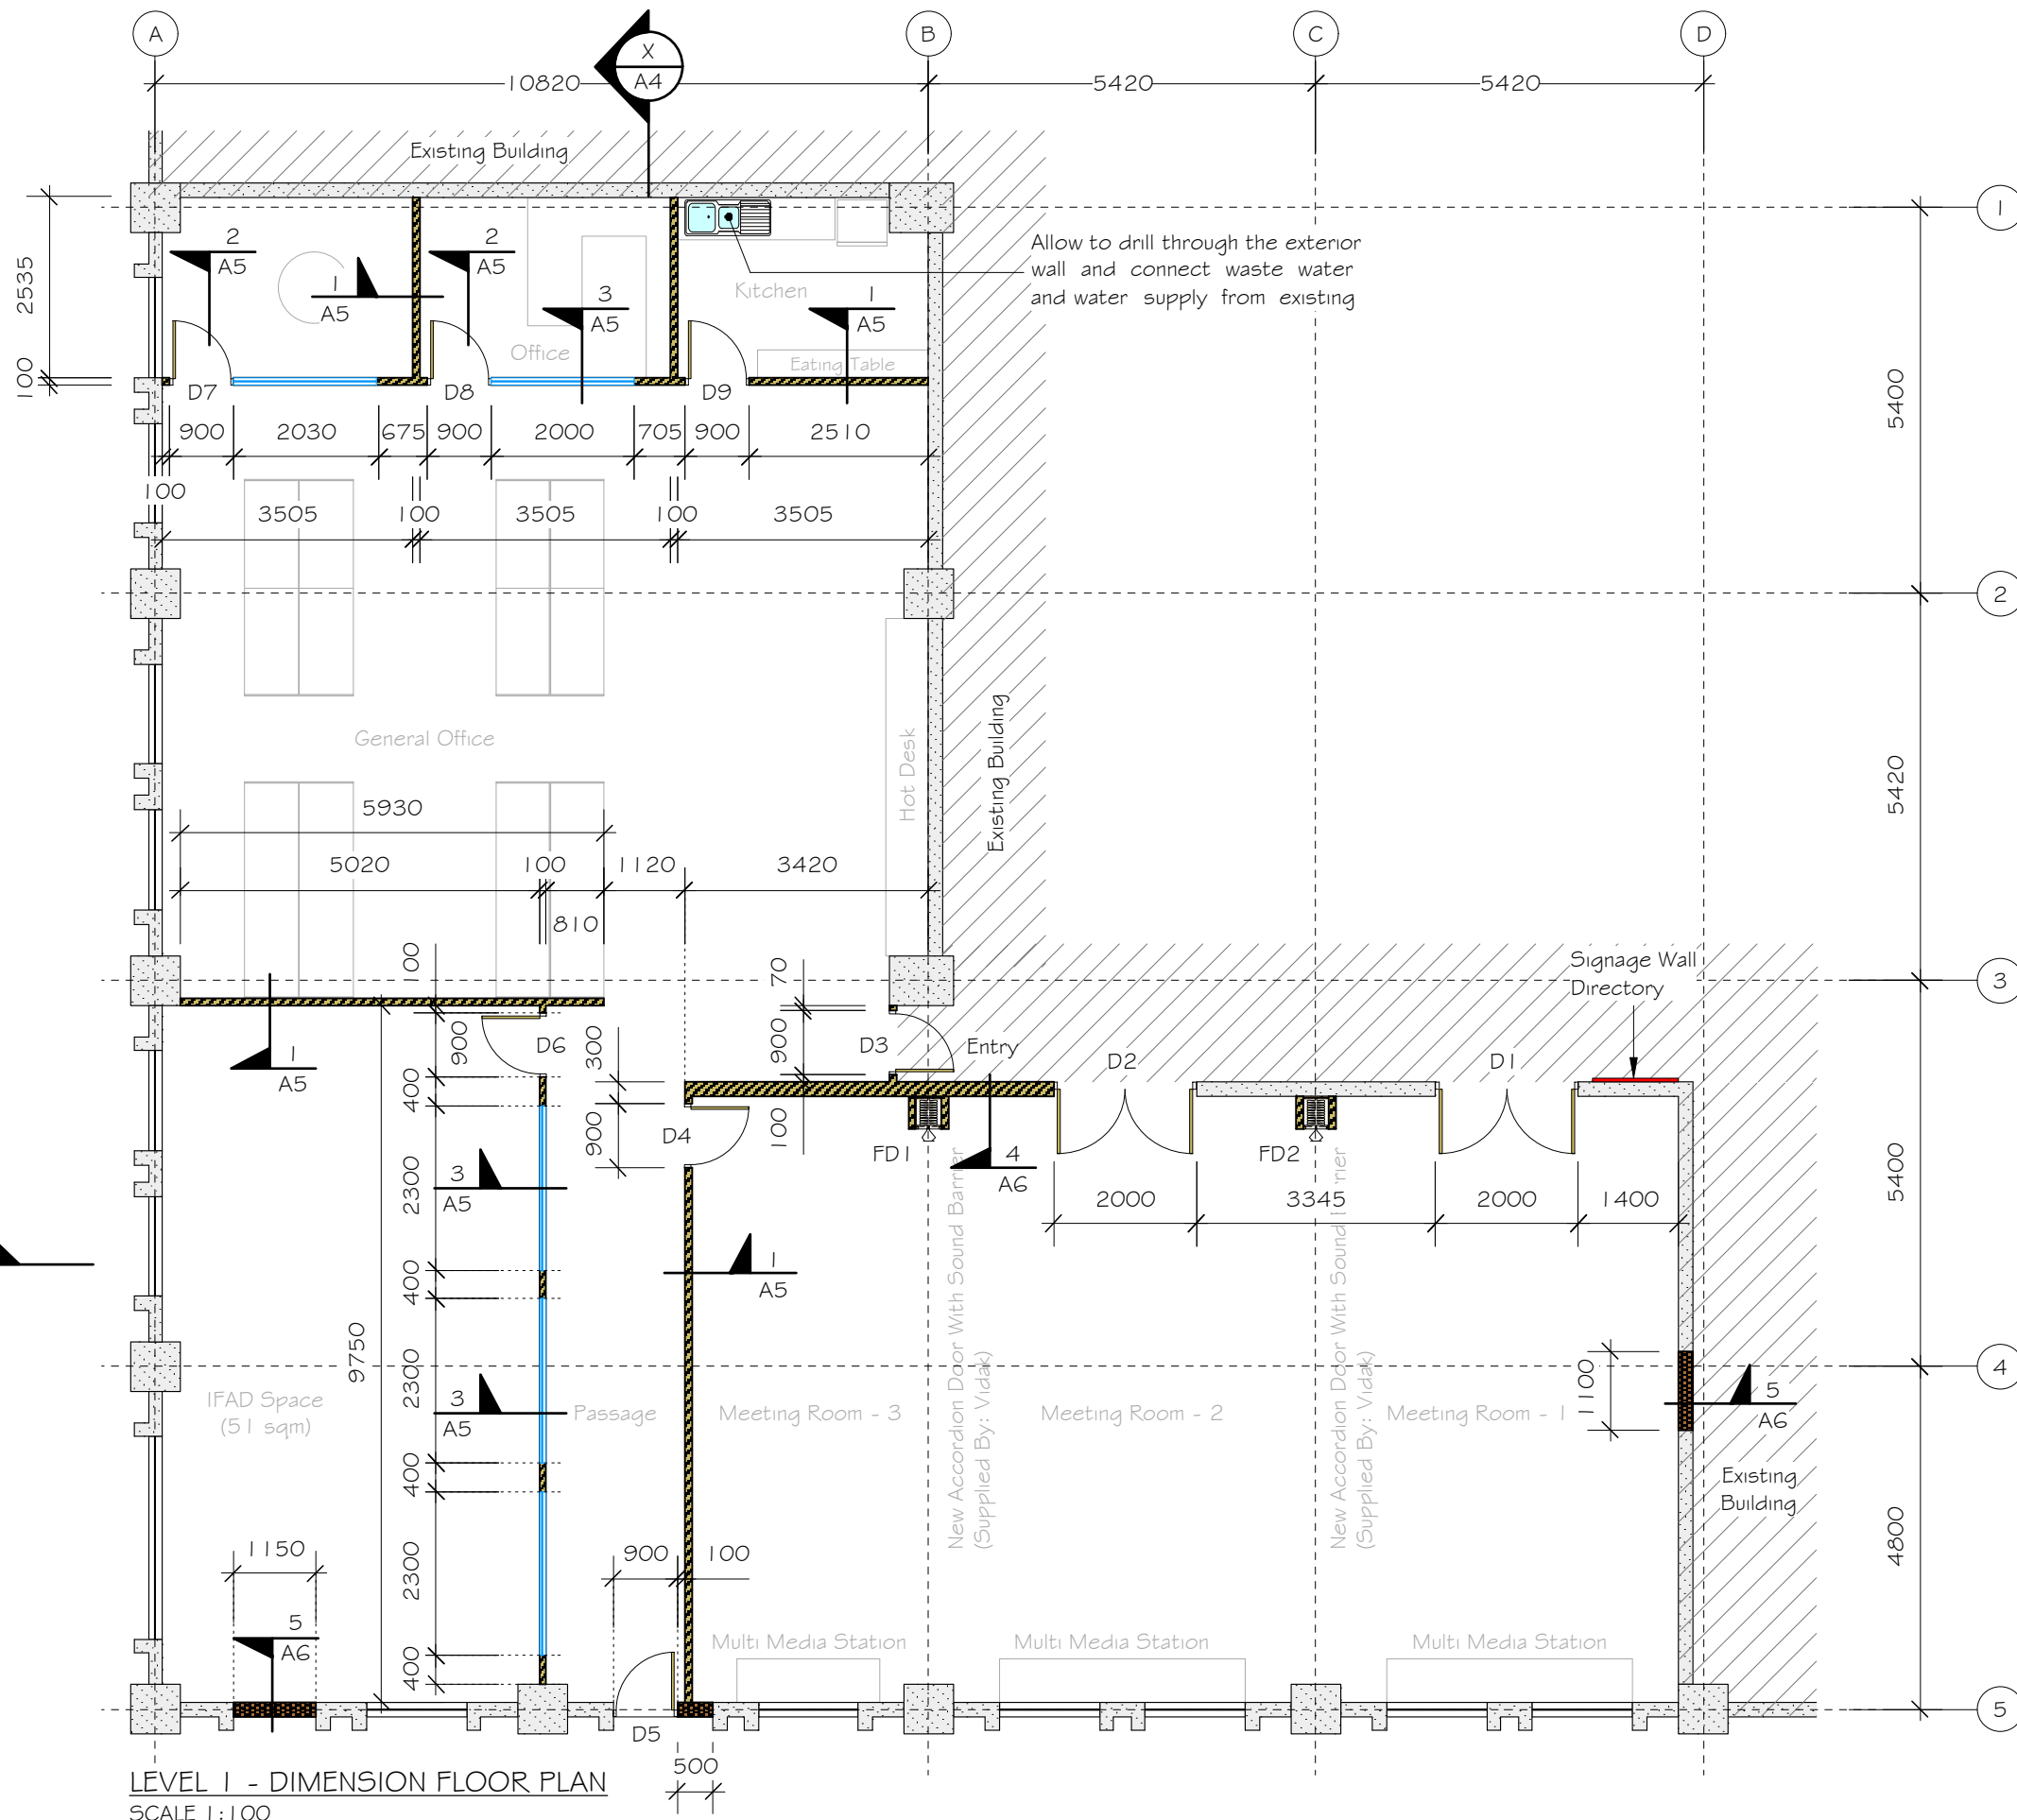 A
X
A4
B
C
D
10820
5420
5420
Existing Building
1
2
A5
2
A5
Allow to drill through the exterior
wall and connect waste water
and water supply from existing
2535
1
A5
3
A5
Kitchen
1
A5
Office
Eating Table
100
D7
D8
D9
5400
900
2030
675
900
2000
705
900
2510
100
3505
100
3505
100
3505
2
General Office
Hot Desk
Existing Building
5420
5930
5020
100
1120
3420
810
100
70
Signage Wall
Directory
3
900
D6
300
900
D3
Entry
D2
D1
1
A5
400
900
D4
100
FD1
4
A6
FD2
3
A5
2300
2000
3345
2000
1400
5400
New Accordion Door With Sound Barrier
(Supplied By: Vidak)
New Accordion Door With Sound rrier
(Supplied By: Vidak)
1
A5
400
9750
2300
4
1100
IFAD Space
(51 sqm)
3
A5
Passage
Meeting Room - 3
Meeting Room - 2
Meeting Room - 1
5
A6
400
Existing
Building
1150
2300
900
100
4800
5
A6
400
Multi Media Station
Multi Media Station
Multi Media Station
5
D5
500
LEVEL 1 - DIMENSION FLOOR PLAN
SCALE 1:100